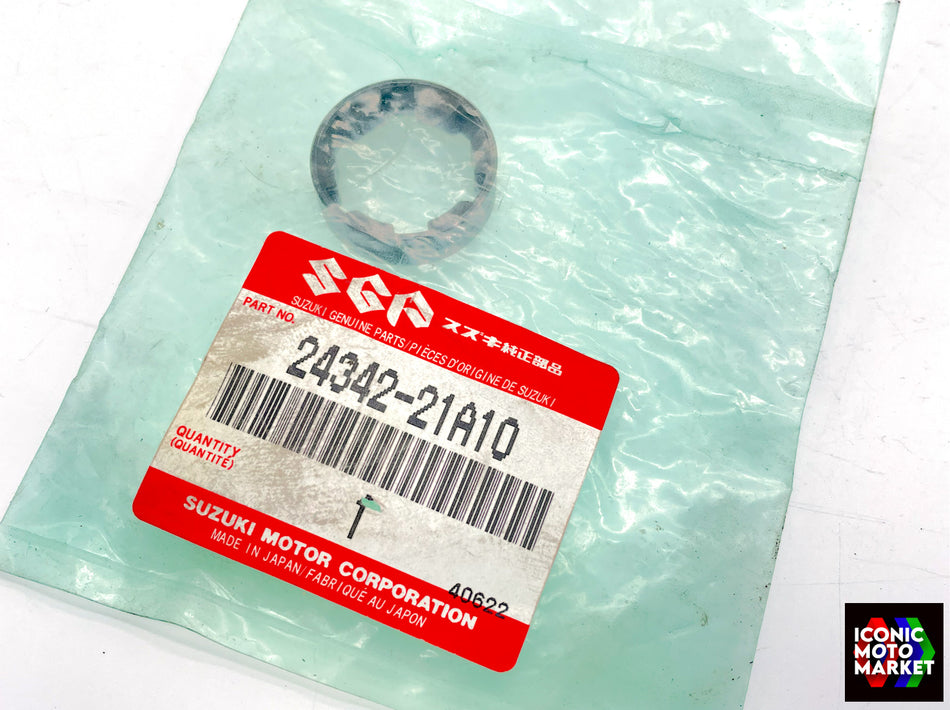 SGP スズキ純正部品
SUZUKI GENUINE PARTS/PIÈCES D'ORIGINE DE SUZUKI
PART NO.
24342-21A10
QUANTITY
(QUANTITÉ)
1
SUZUKI MOTOR CORPORATION
MADE IN JAPAN/FABRIQUÉ AU JAPON
40622
ICONIC
MOTO
MARKET